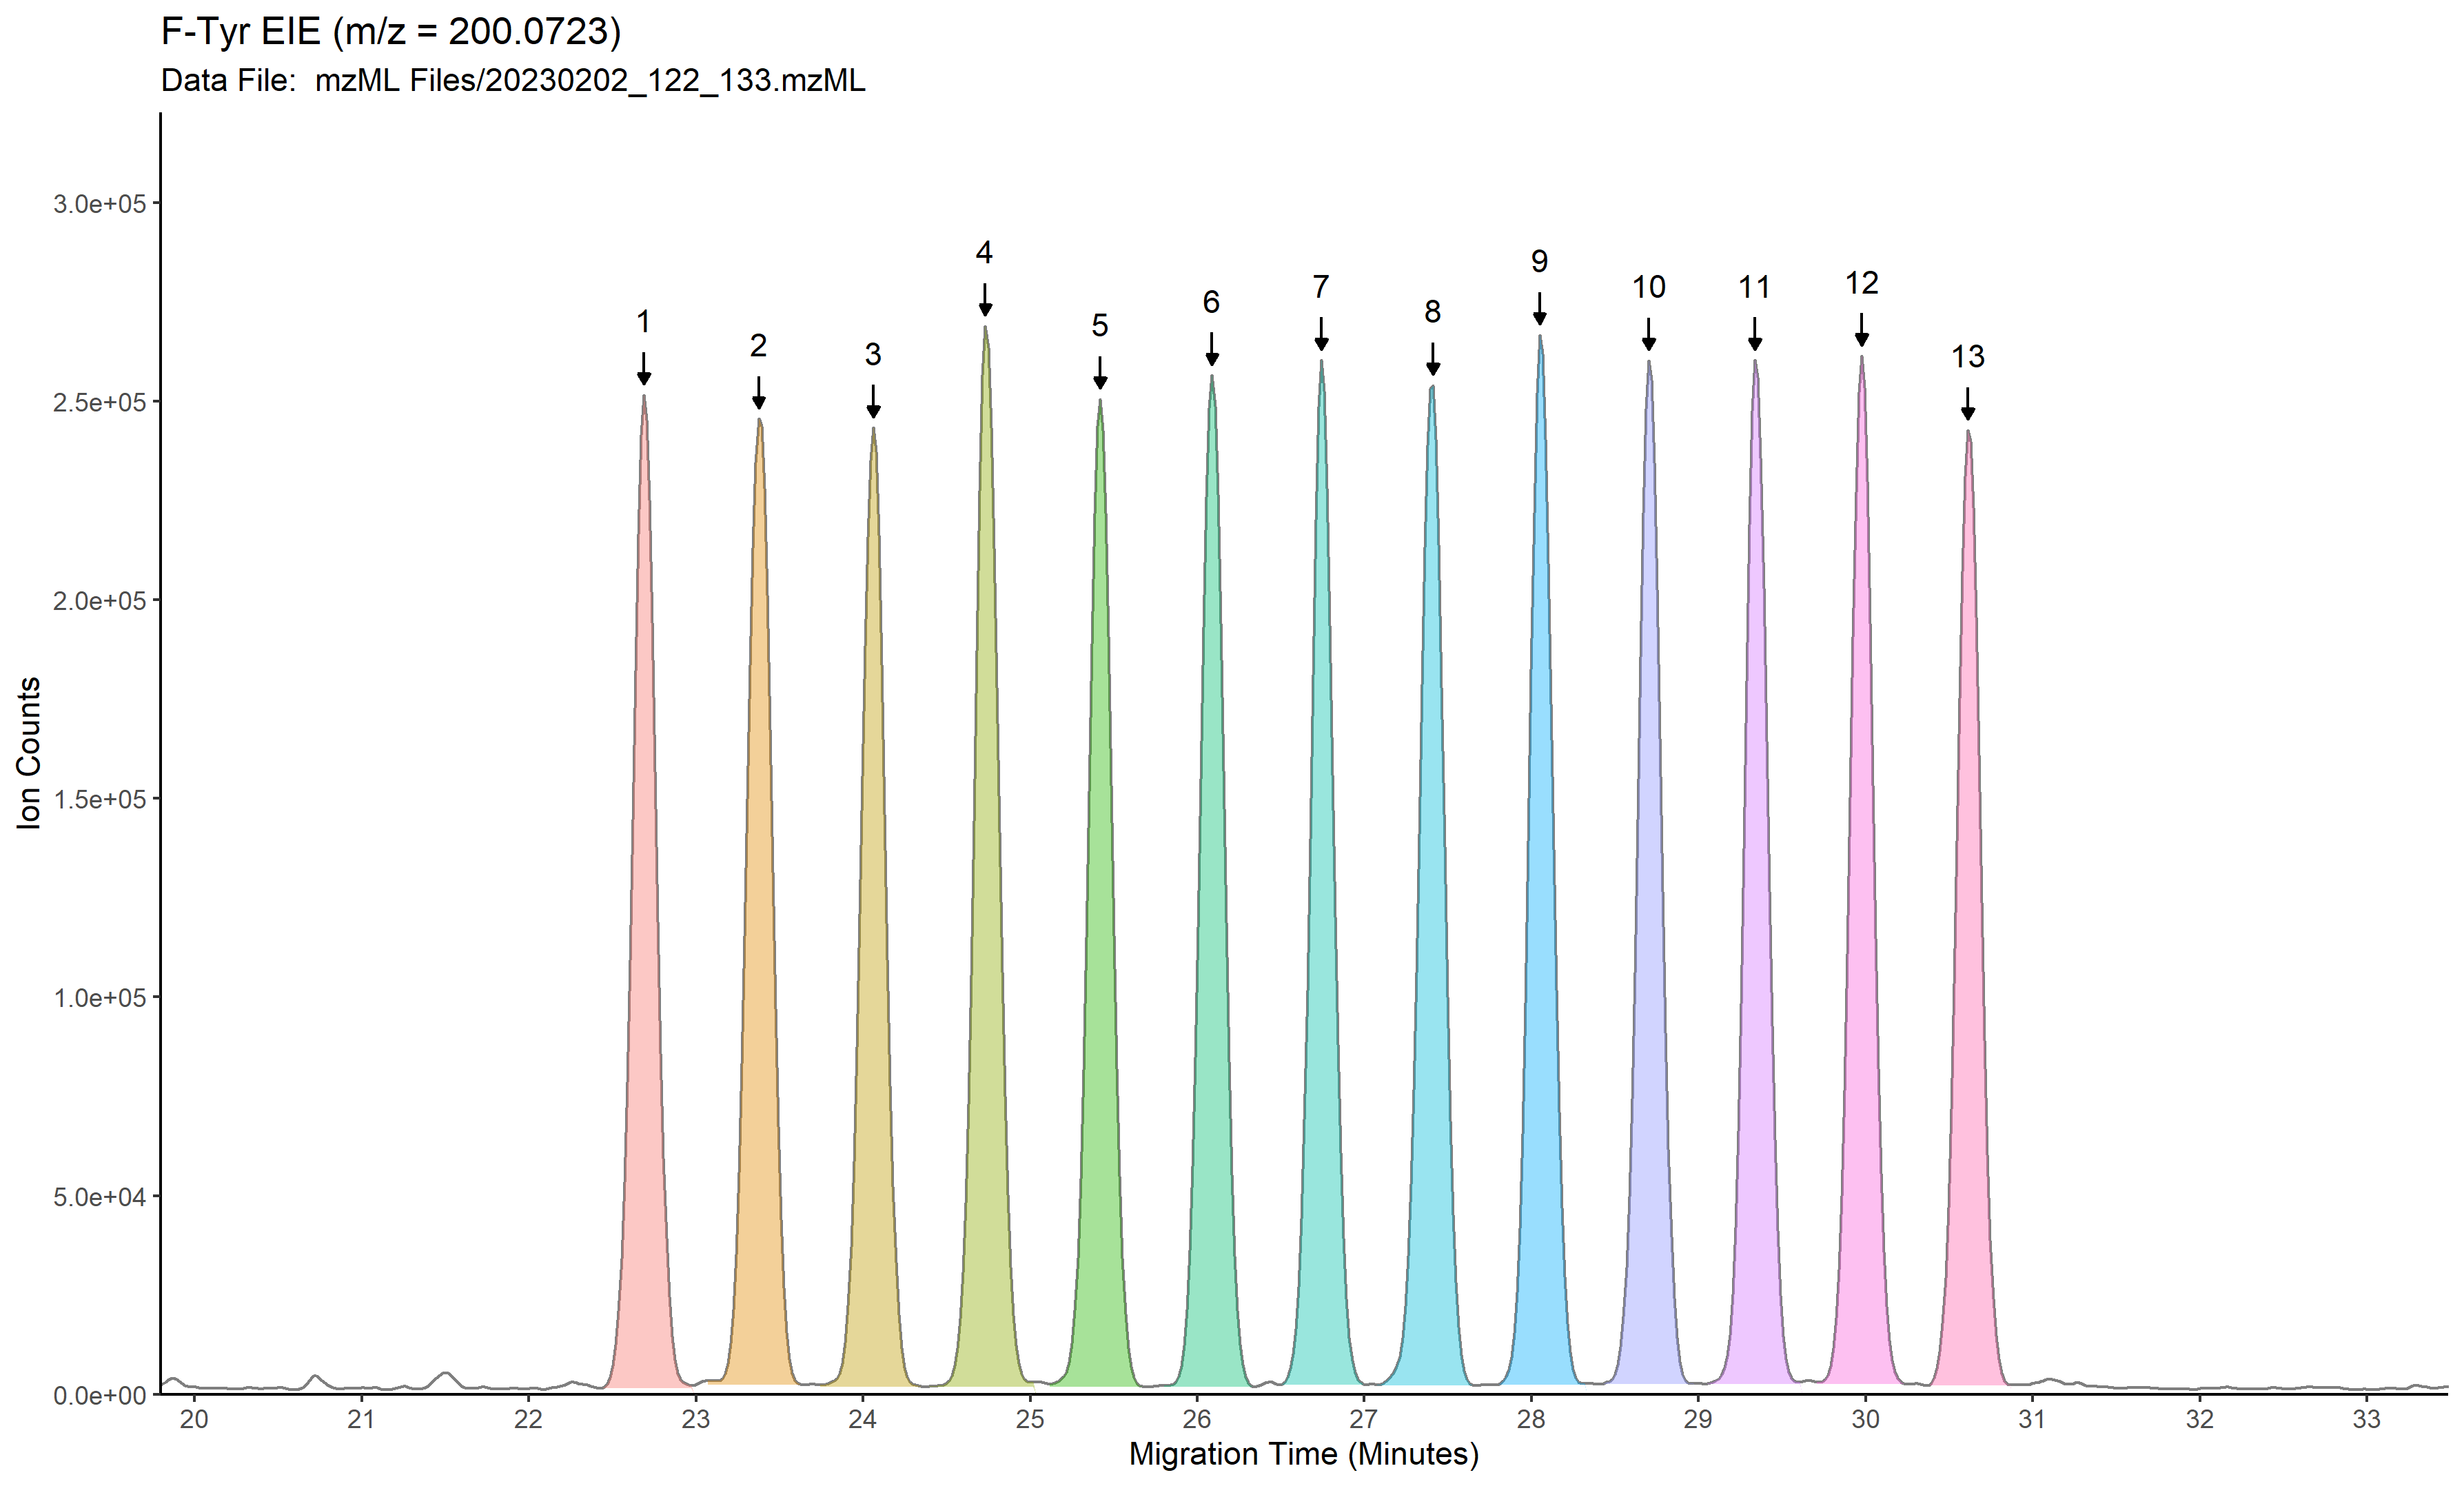 F-Tyr EIE (m/z = 200.0723)
Data File:  mzML Files/20230202_122_133.mzML
3.0e+05
2.5e+05
2.0e+05
1.5e+05
1.0e+05
5.0e+04
0.0e+00
Ion Counts
1
2
3
4
5
6
7
8
9
10
11
12
13
20 21 22 23 24 25 26 27 28 29 30 31 32 33
Migration Time (Minutes)